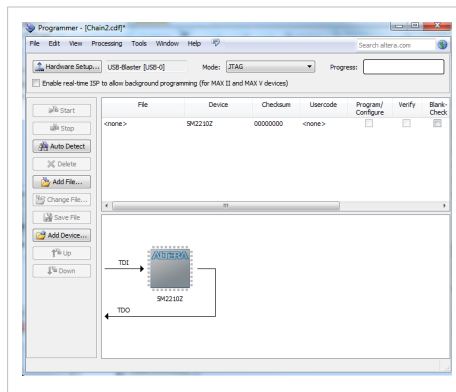 Programmer - [Chain2.cdf]*
File Edit View Processing Tools Window Help
Search altera.com
Hardware Setup... USB-Blaster [USB-0] Mode: JTAG Progress:
Enable real-time ISP to allow background programming (for MAX II and MAX V devices)
Start
Stop
Auto Detect
Delete
Add File...
Change File...
Save File
Add Device...
Up
Down
File Device Checksum Usercode Program/ Configure Verify Blank- Check
<none> 5M2210Z 00000000 <none>
ALTERA
TDI
5M2210Z
TDO